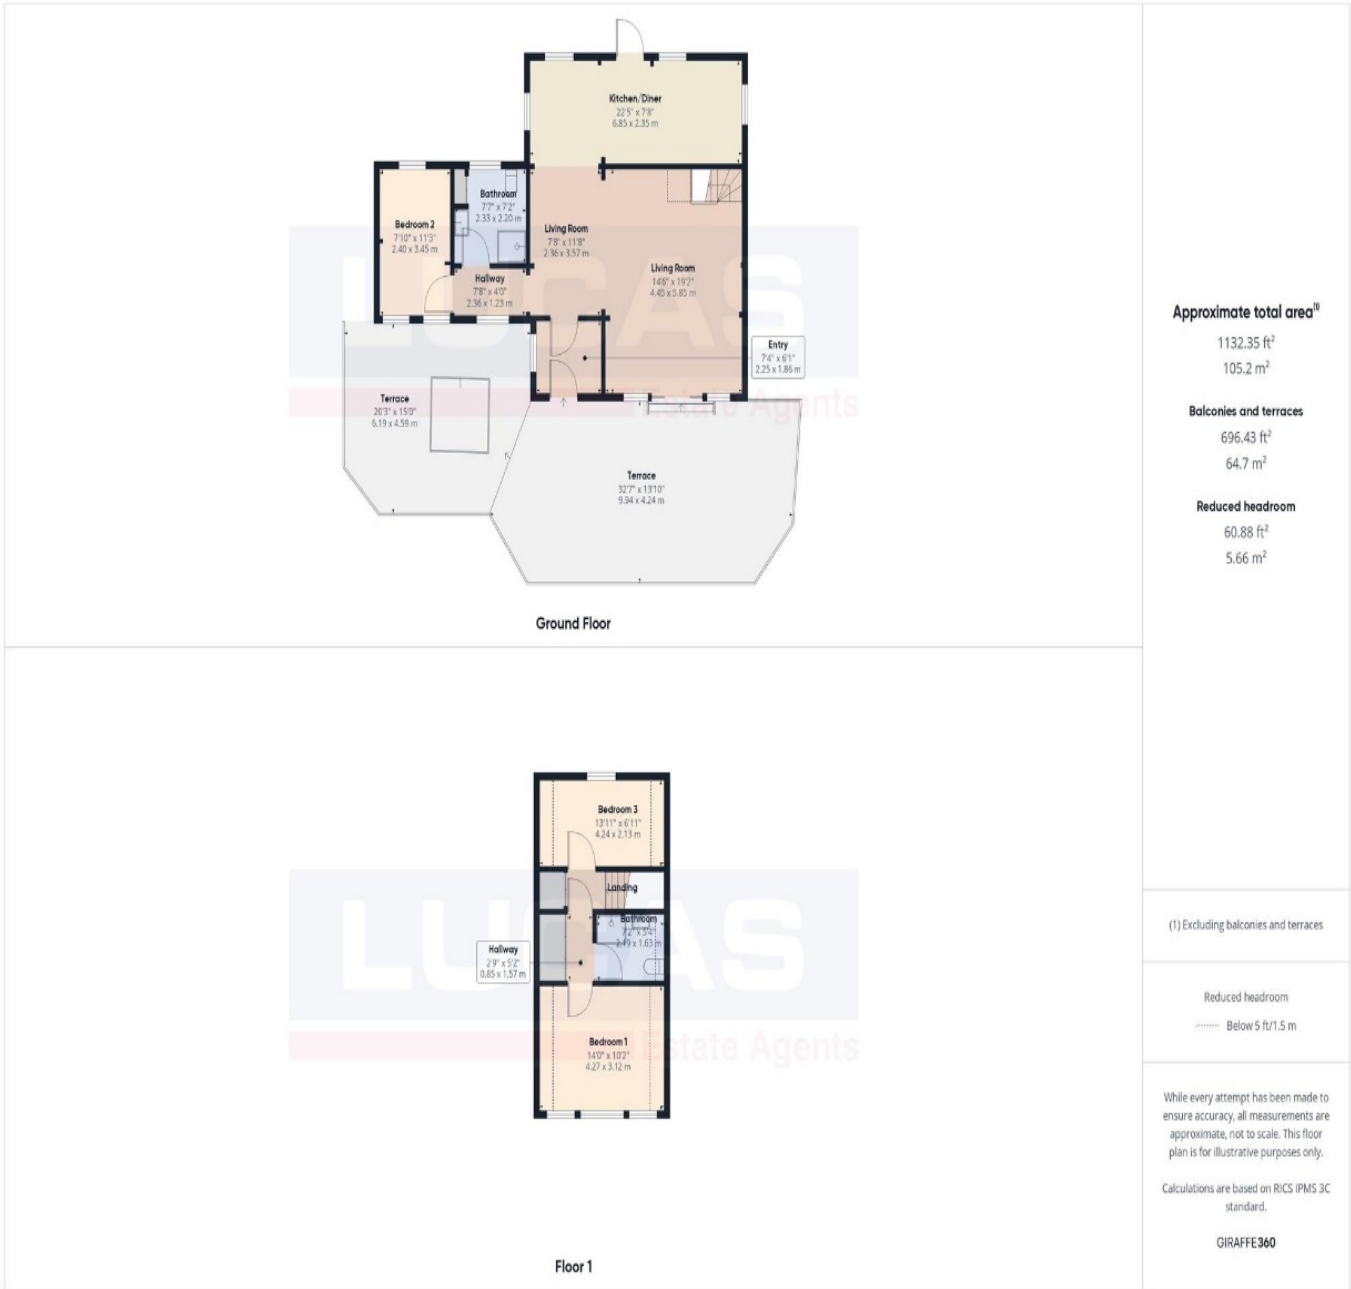 Kitchen/Diner
22'5" x 7'8"
6.85 x 2.35 m
Bathroom
7'7" x 7'2"
2.33 x 2.20 m
Bedroom 2
7'10" x 11'3"
2.40 x 3.45 m
Living Room
7'8" x 11'8"
2.36 x 3.57 m
Living Room
14'6" x 19'2"
4.45 x 5.85 m
Hallway
7'8" x 4'0"
2.36 x 1.23 m
Entry
7'4" x 6'1"
2.25 x 1.86 m
Terrace
20'3" x 15'0"
6.19 x 4.59 m
Terrace
32'7" x 13'10"
9.94 x 4.24 m
LUCAS
Estate Agents
Ground Floor
Bedroom 3
13'11" x 6'11"
4.24 x 2.13 m
Landing
Bathroom
7'2" x 5'4"
2.19 x 1.63 m
Hallway
2'9" x 5'2"
0.85 x 1.57 m
Bedroom 1
14'0" x 10'2"
4.27 x 3.12 m
LUCAS
Estate Agents
Floor 1
Approximate total area⁽¹⁾
1132.35 ft²
105.2 m²
Balconies and terraces
696.43 ft²
64.7 m²
Reduced headroom
60.88 ft²
5.66 m²
(1) Excluding balconies and terraces
Reduced headroom
Below 5 ft/1.5 m
While every attempt has been made to
ensure accuracy, all measurements are
approximate, not to scale. This floor
plan is for illustrative purposes only.
Calculations are based on RICS IPMS 3C
standard.
GIRAFFE360